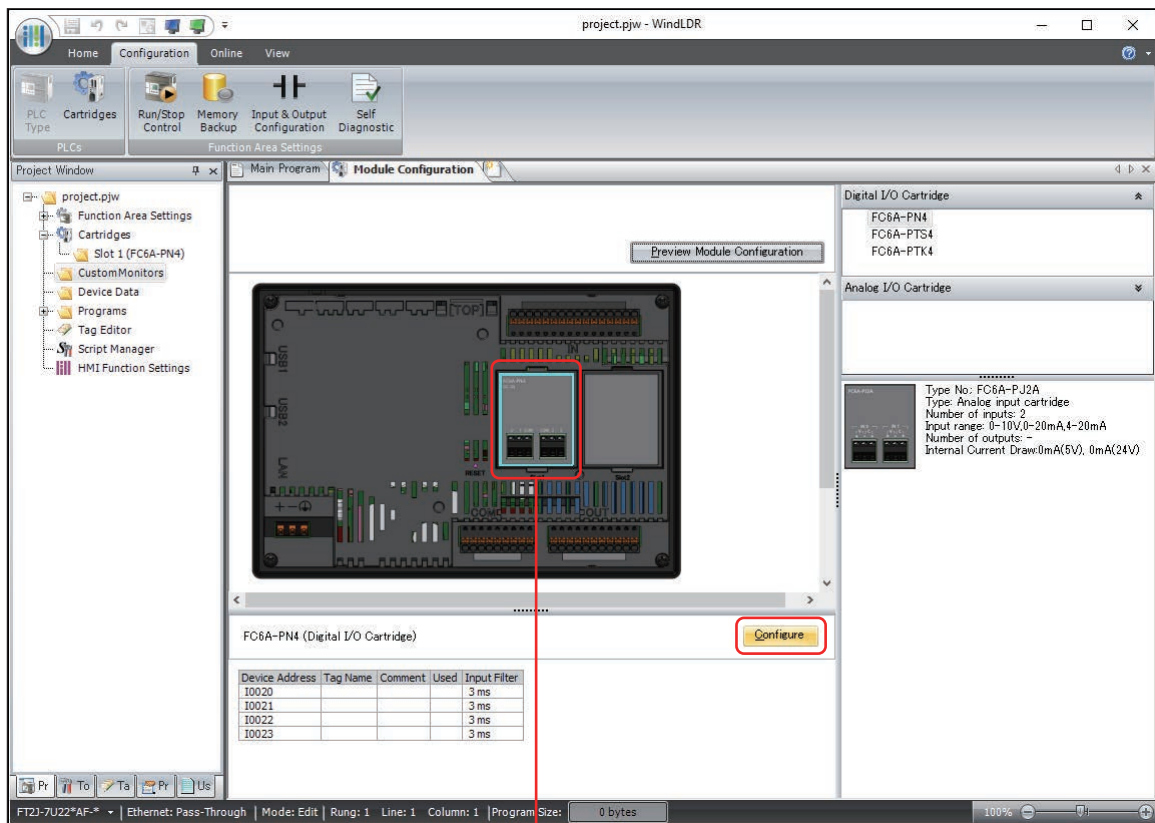 project.pjw - WindLDR
Home Configuration Online View
PLC Type
Cartridges
Run/Stop Control
Memory Backup
Input & Output Configuration
Self Diagnostic
PLCs
Function Area Settings
Project Window
Main Program
Module Configuration
project.pjw
Function Area Settings
Cartridges
Slot 1 (FC6A-PN4)
CustomMonitors
Device Data
Programs
Tag Editor
Script Manager
HMI Function Settings
Preview Module Configuration
[TOP]
IN
USB1
USB2
LAN
RESET
Slot2
COUT
FC6A-PN4 (Digital I/O Cartridge)
Configure
Device Address Tag Name Comment Used Input Filter
I0020 3 ms
I0021 3 ms
I0022 3 ms
I0023 3 ms
Digital I/O Cartridge
FC6A-PN4
FC6A-PTS4
FC6A-PTK4
Analog I/O Cartridge
Type No: FC6A-PJ2A
Type: Analog input cartridge
Number of inputs: 2
Input range: 0-10V,0-20mA,4-20mA
Number of outputs: -
Internal Current Draw:0mA(5V), 0mA(24V)
Pr To Ta Pr Us
FT2J-7U22*AF-* Ethernet: Pass-Through Mode: Edit Rung: 1 Line: 1 Column: 1 Program Size: 0 bytes 100%